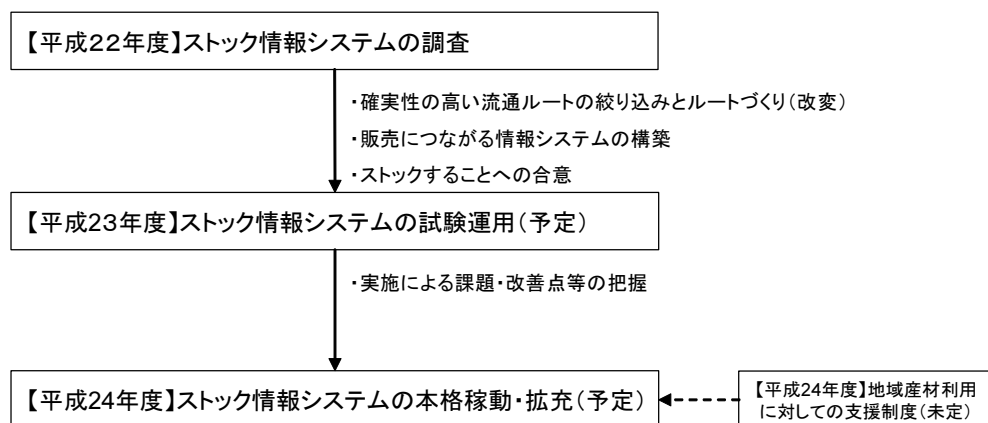 【平成22年度】ストック情報システムの調査
・確実性の高い流通ルートの絞り込みとルートづくり(改変)
・販売につながる情報システムの構築
・ストックすることへの合意
【平成23年度】ストック情報システムの試験運用(予定)
・実施による課題・改善点等の把握
【平成24年度】ストック情報システムの本格稼動・拡充(予定)
【平成24年度】地域産材利用
に対しての支援制度(未定)